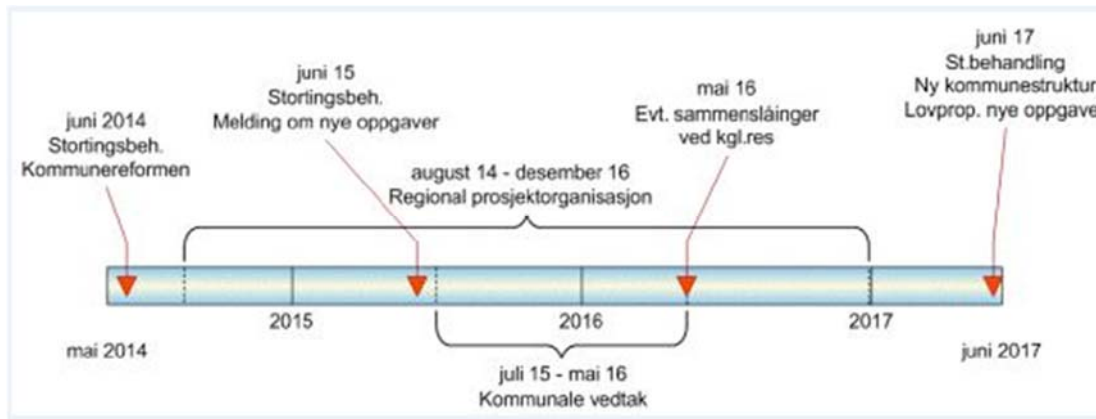 juni 2014
Stortingsbeh.
Kommunereformen
juni 15
Stortingsbeh.
Melding om nye oppgaver
august 14 - desember 16
Regional prosjektorganisasjon
mai 16
Evt. sammensláinger
ved kgl.res
juni 17
St.behandling
Ny kommunestruktur
Lovprop. nye oppgave
2015
2016
2017
mai 2014
juni 2017
juli 15 - mai 16
Kommunale vedtak